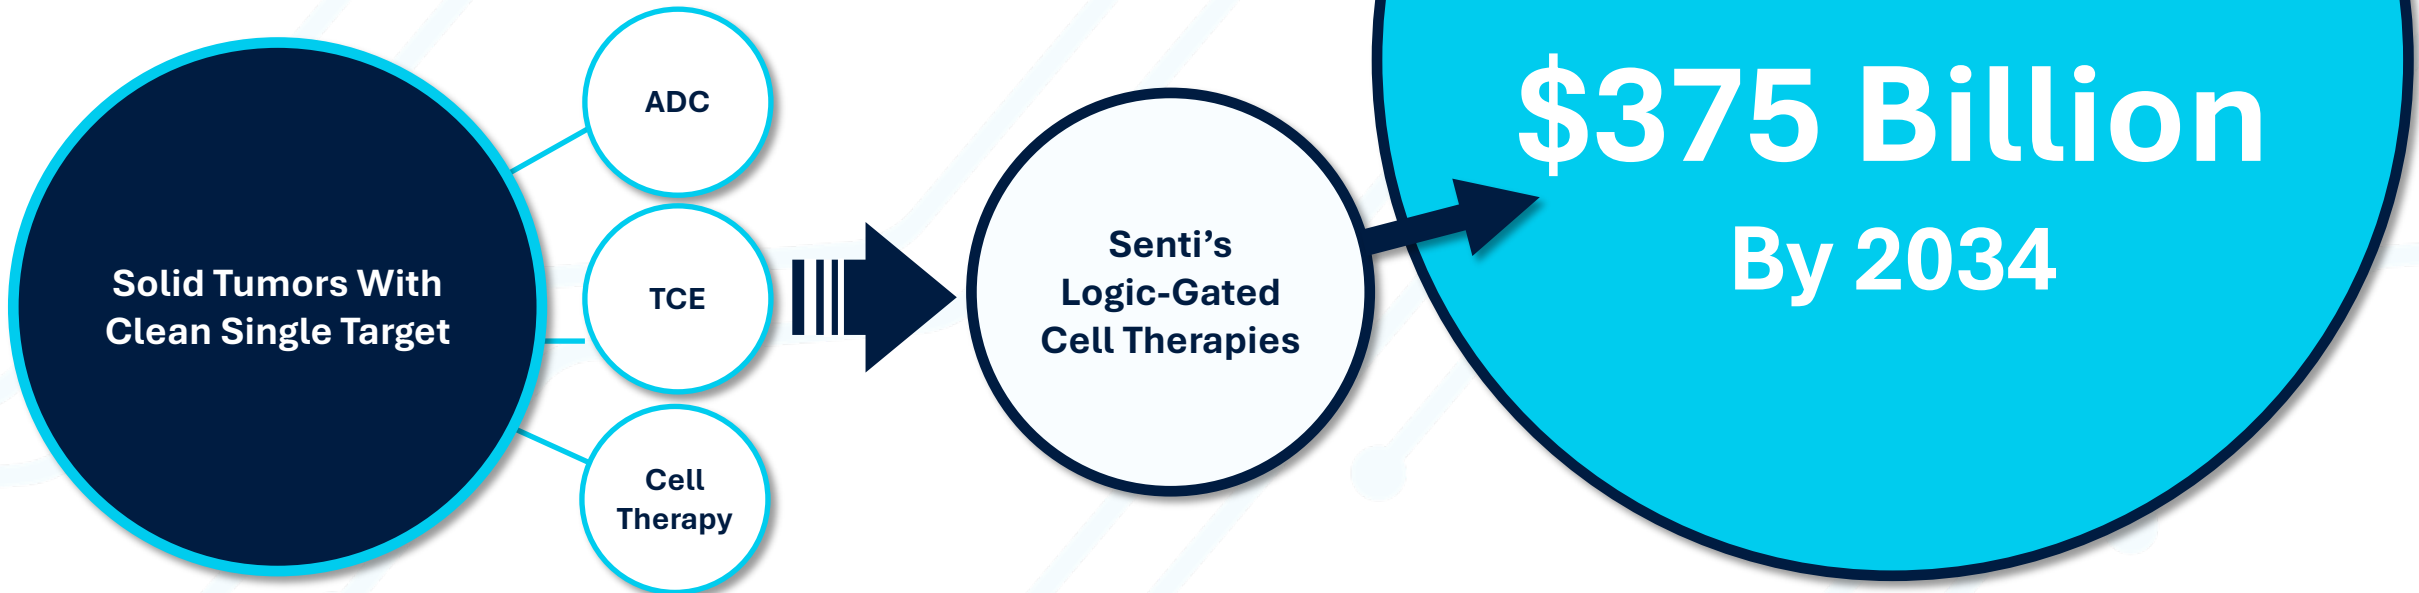 Solid Tumors With
Clean Single Target
ADC
TCE
Cell
Therapy
Senti’s
Logic-Gated
Cell Therapies
$375 Billion
By 2034